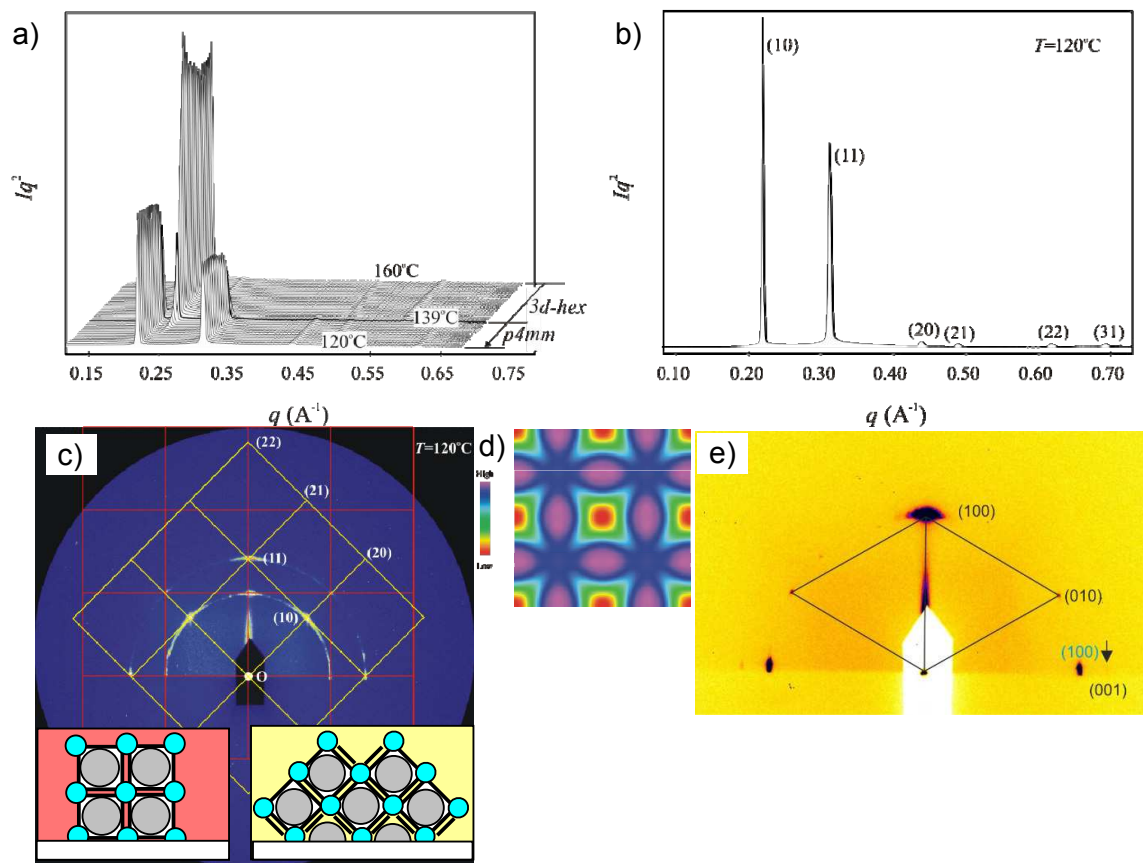 a)
Iq²
160°C
139°C
120°C
3d-hex
p4mm
0.15 0.25 0.35 0.45 0.55 0.65 0.75
q (A⁻¹)
b)
T=120°C
Iq²
(10)
(11)
(20)
(21)
(22)
(31)
0.10 0.20 0.30 0.40 0.50 0.60 0.70
q (A⁻¹)
c)
T=120°C
(22)
(21)
(11)
(20)
(10)
O
d)
High
Low
e)
(100)
(010)
(100)
(001)